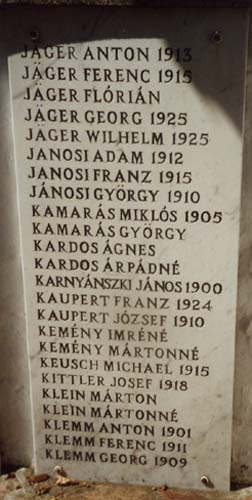 JÄGER ANTON 1913
JÄGER FERENC 1915
JÄGER FLÓRIÁN
JÄGER GEORG 1925
JÄGER WILHELM 1925
JANOSI ADAM 1912
JANOSI FRANZ 1915
JÁNOSI GYÖRGY 1910
KAMARÁS MIKLÓS 1905
KAMARÁS GYÖRGY
KARDOS ÁGNES
KARDOS ÁRPÁDNÉ
KARNYÁNSZKI JÁNOS 1900
KAUPERT FRANZ 1924
KAUPERT JÓZSEF 1910
KEMÉNY IMRÉNÉ
KEMÉNY MÁRTONNÉ
KEUSCH MICHAEL 1915
KITTLER JOSEF 1918
KLEIN MÁRTON
KLEIN MÁRTONNÉ
KLEMM ANTON 1901
KLEMM FERENC 1911
KLEMM GEORG 1909